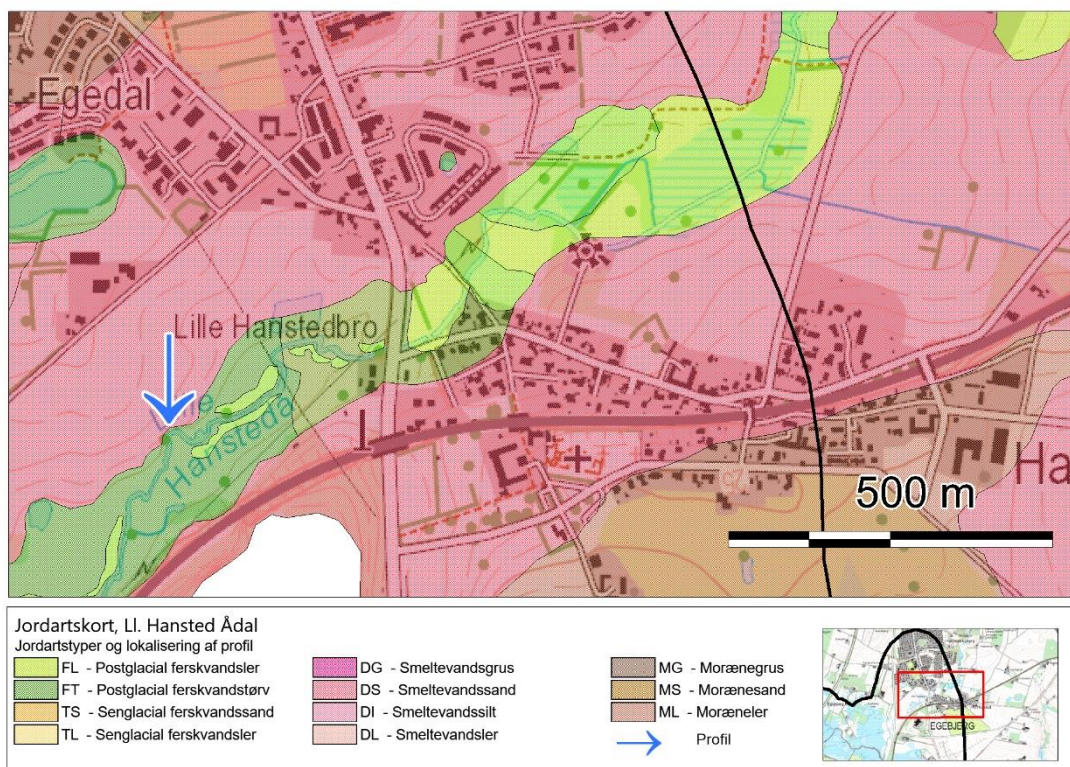 Egedal
Lille Hanstedbro
Lille
Hansteda
500 m
Ha
Jordartskort, Ll. Hansted Ådal
Jordartstyper og lokalisering af profil
FL - Postglacial ferskvandsler
FT - Postglacial ferskvandstørv
TS - Senglacial ferskvandssand
TL - Senglacial ferskvandsler
DG - Smeltevandsgrus
DS - Smeltevandssand
DI - Smeltevandssilt
DL - Smeltevandsler
MG - Morænegrus
MS - Morænesand
ML - Moræneler
Profil
EGEBJERG